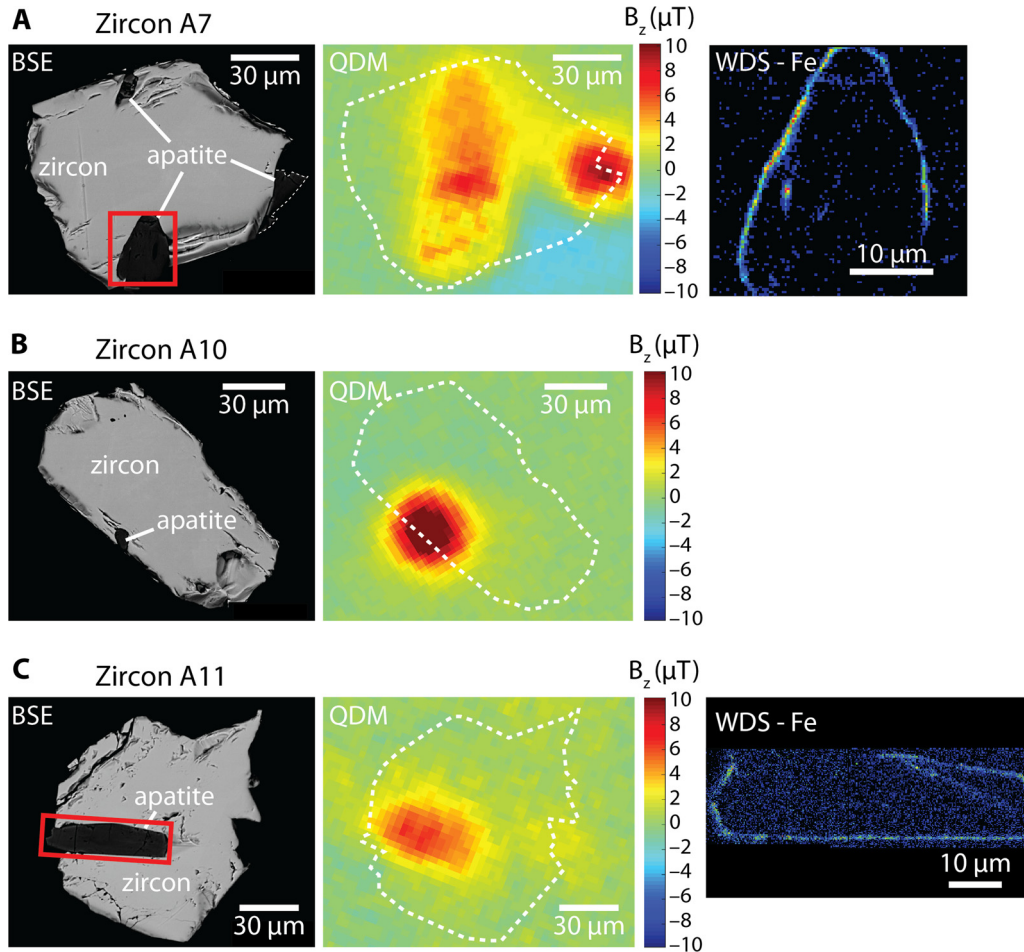 A
Zircon A7
B_z (μT)
BSE
30 μm
apatite
zircon
QDM
30 μm
10
8
6
4
2
0
−2
−4
−6
−8
−10
WDS - Fe
10 μm
B
Zircon A10
B_z (μT)
BSE
30 μm
zircon
apatite
QDM
30 μm
10
8
6
4
2
0
−2
−4
−6
−8
−10
C
Zircon A11
B_z (μT)
BSE
apatite
zircon
30 μm
QDM
30 μm
10
8
6
4
2
0
−2
−4
−6
−8
−10
WDS - Fe
10 μm